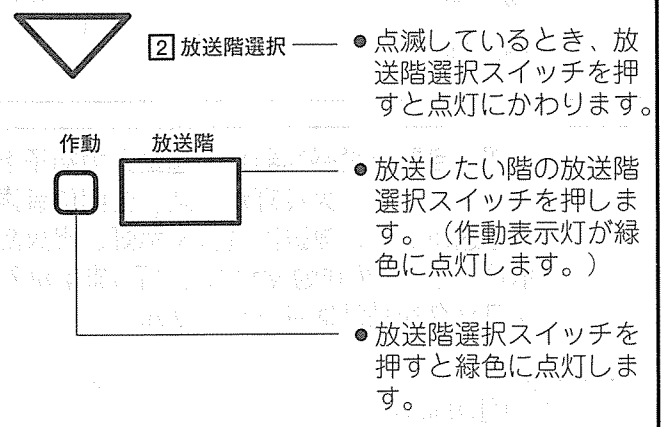 2 放送階選択
●点滅しているとき、放
送階選択スイッチを押
すと点灯にかわります。
作動 放送階
●放送したい階の放送階
選択スイッチを押しま
す。（作動表示灯が緑
色に点灯します。）
●放送階選択スイッチを
押すと緑色に点灯しま
す。